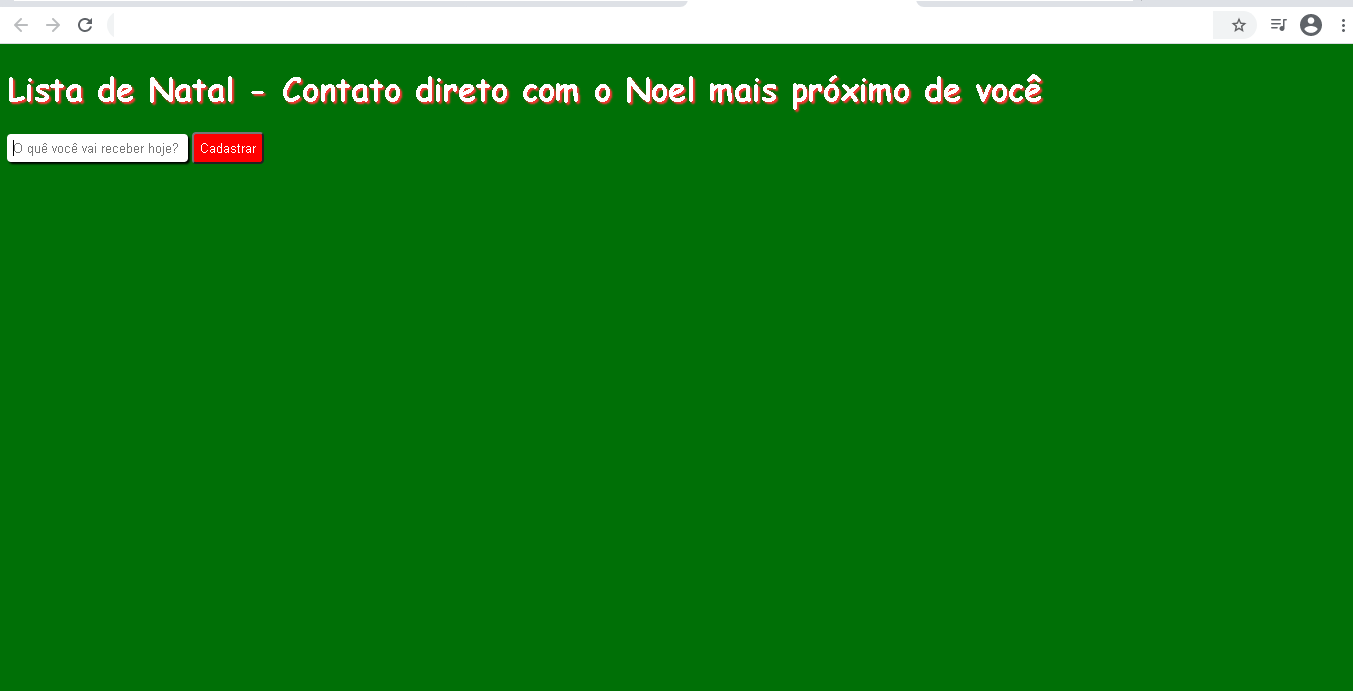 Lista de Natal - Contato direto com o Noel mais próximo de você
O quê você vai receber hoje? Cadastrar